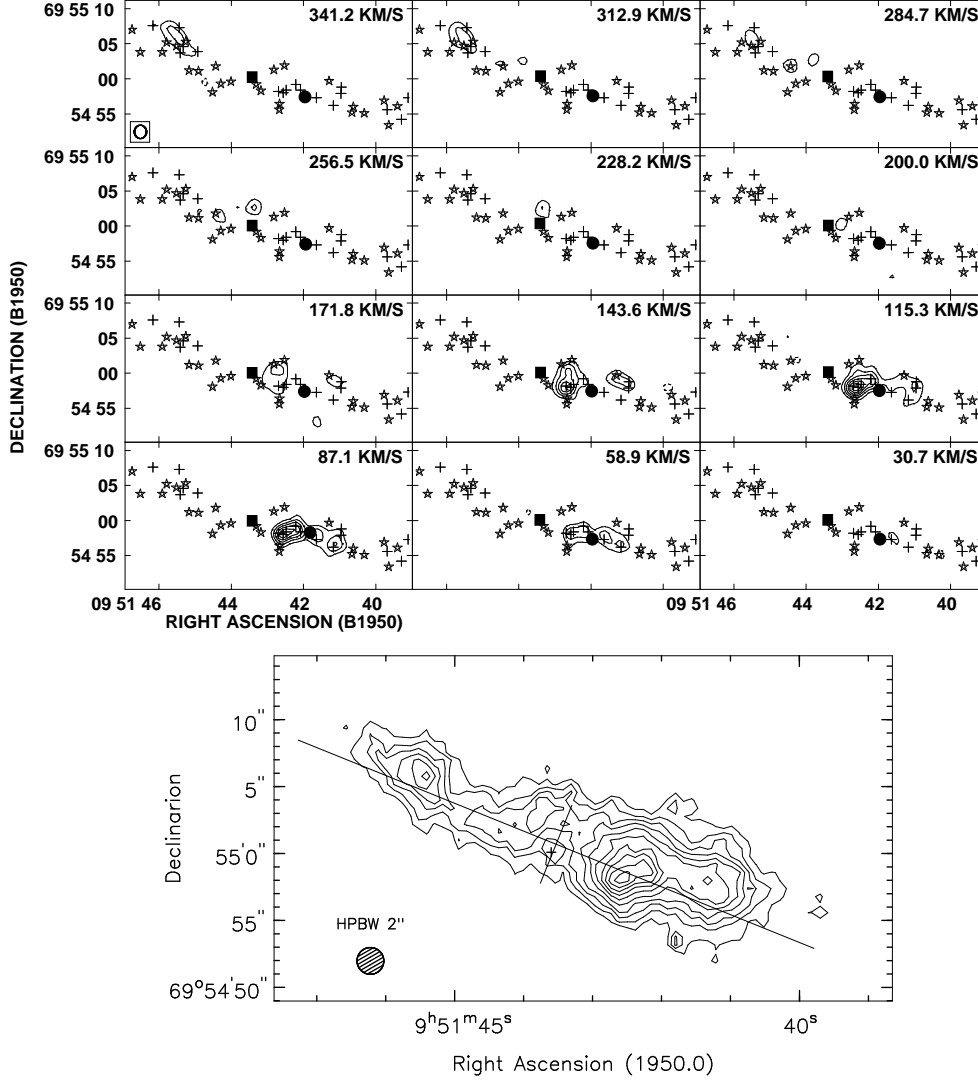 341.2 KM/S
312.9 KM/S
284.7 KM/S
69 55 10
05
00
54 55
256.5 KM/S
228.2 KM/S
200.0 KM/S
69 55 10
05
00
54 55
171.8 KM/S
143.6 KM/S
115.3 KM/S
69 55 10
05
00
54 55
87.1 KM/S
58.9 KM/S
30.7 KM/S
69 55 10
05
00
54 55
DECLINATION (B1950)
09 51 46 44 42 40 09 51 46 44 42 40
RIGHT ASCENSION (B1950)
10"
5"
55'0"
55"
69°54'50"
Declinarion
HPBW 2"
9h51m45s 40s
Right Ascension (1950.0)